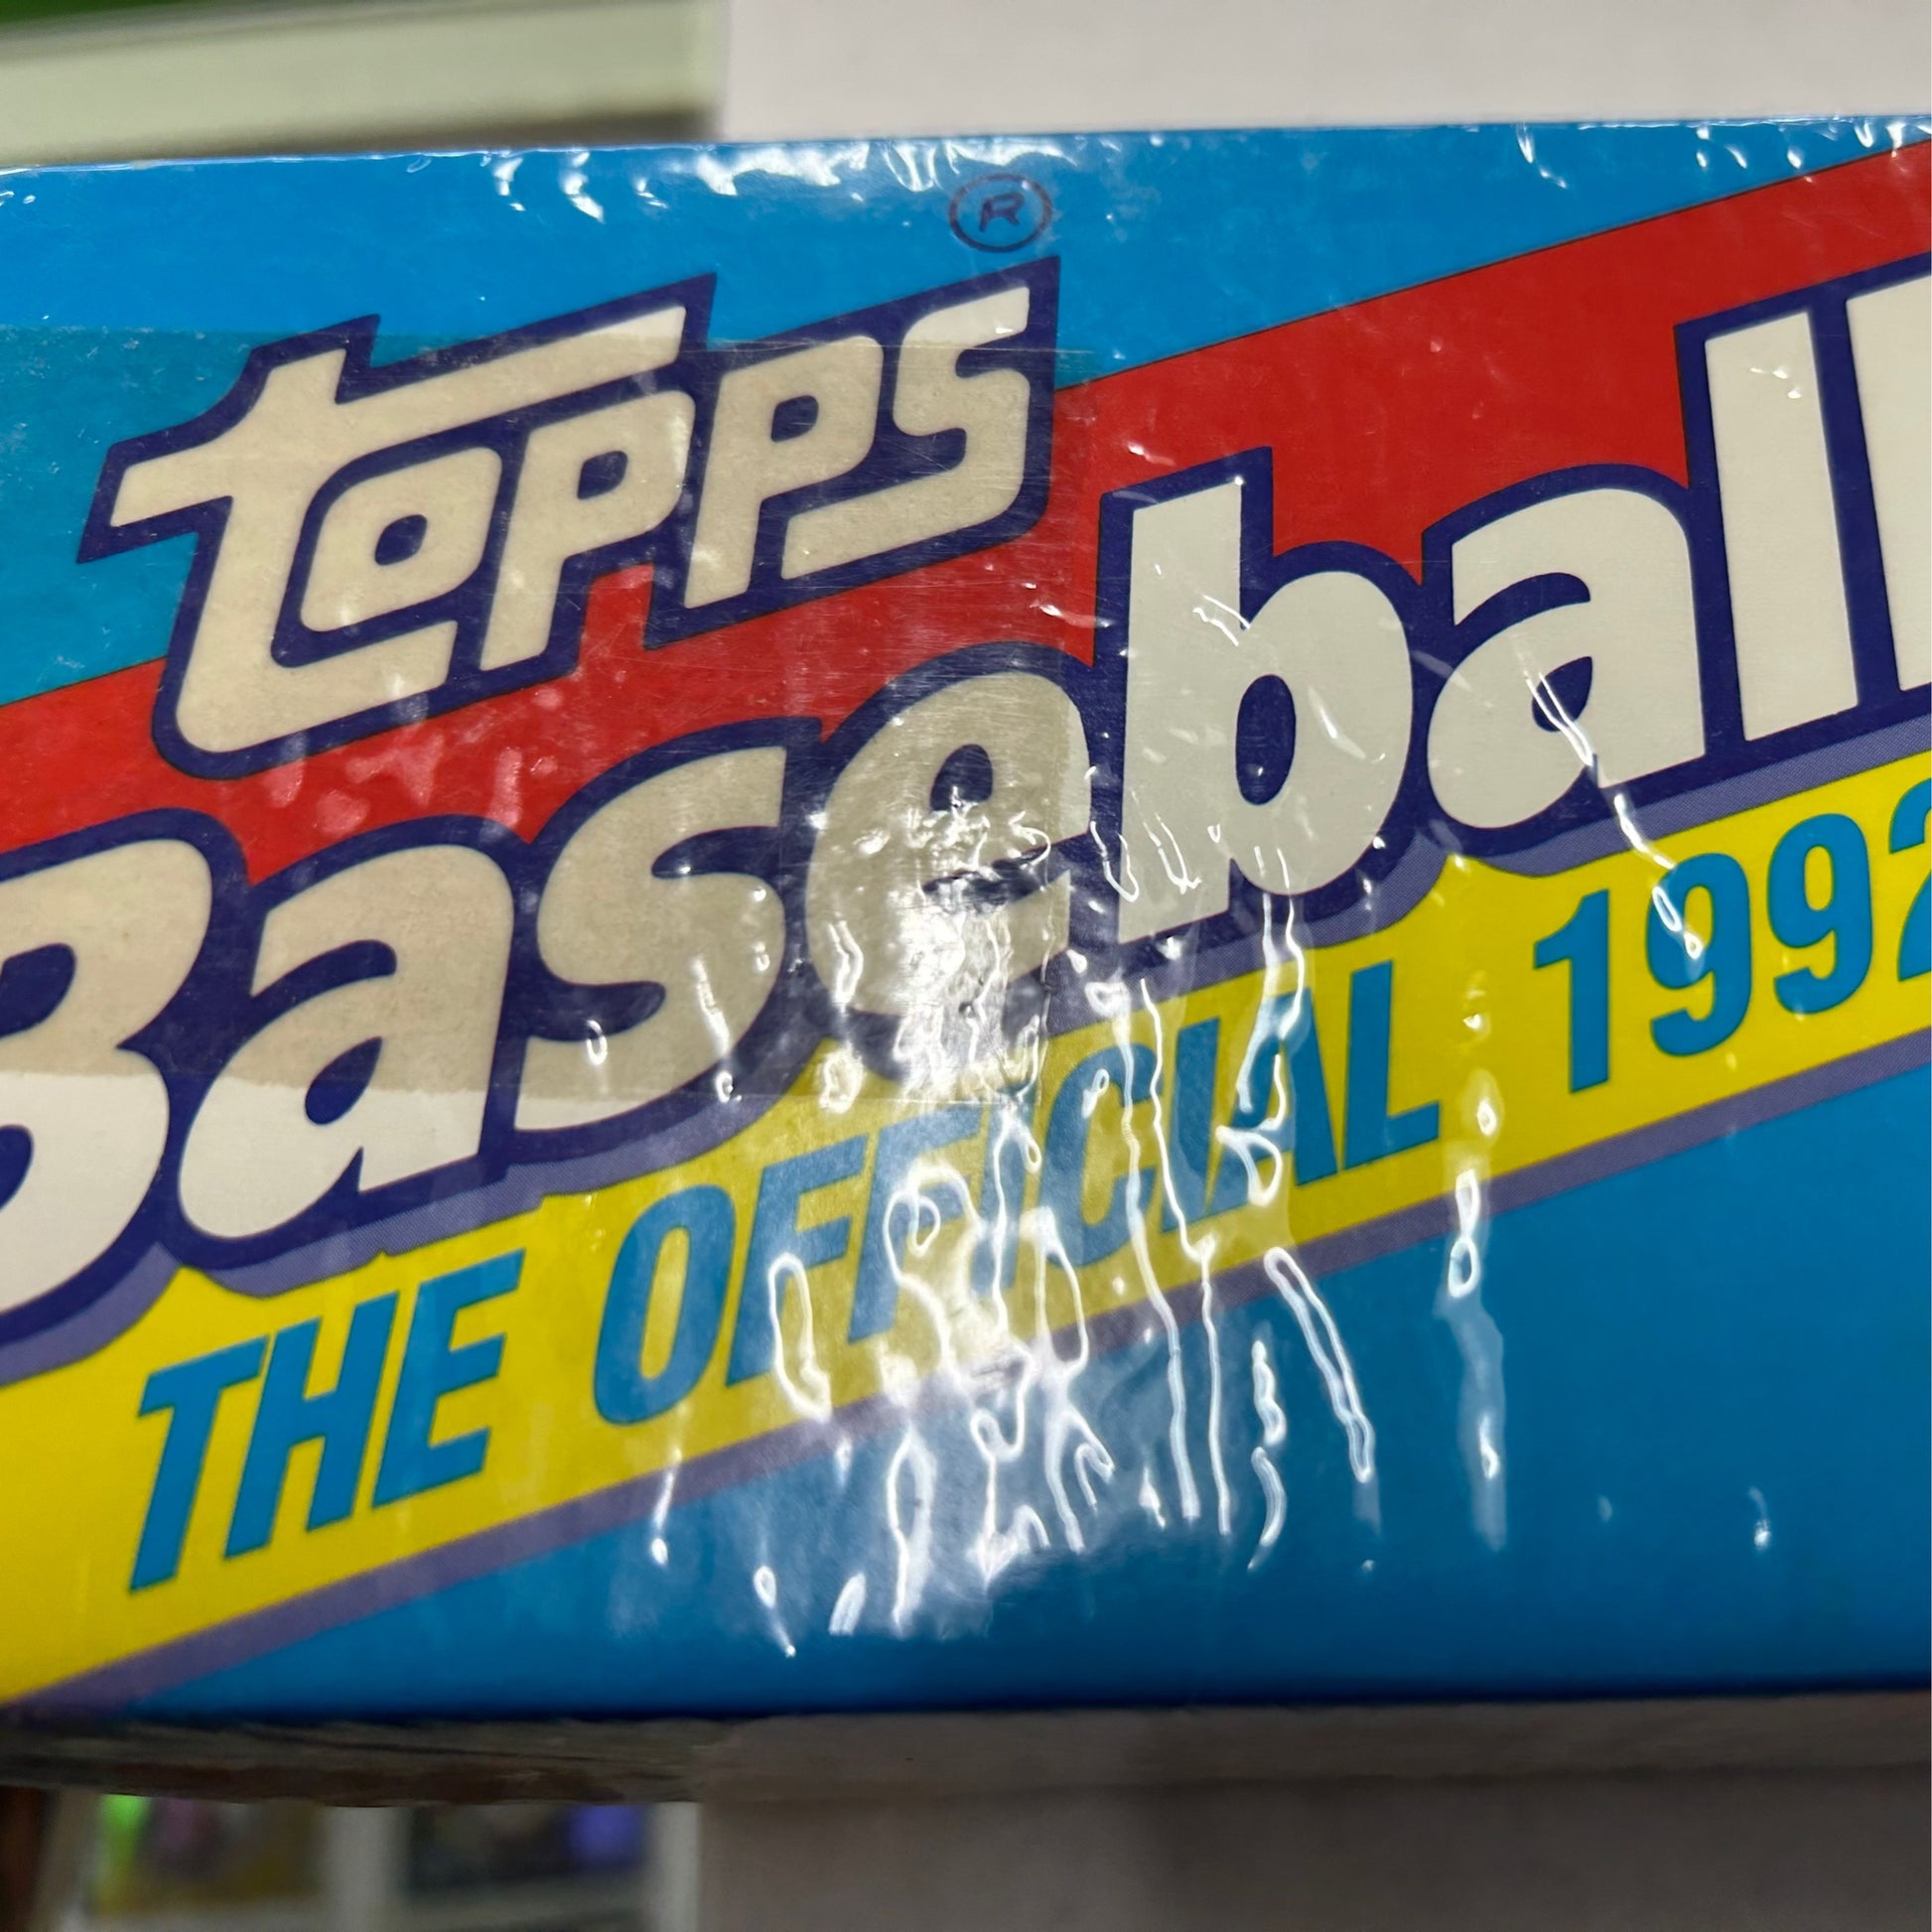 Topps®
Baseball
THE OFFICIAL 1992